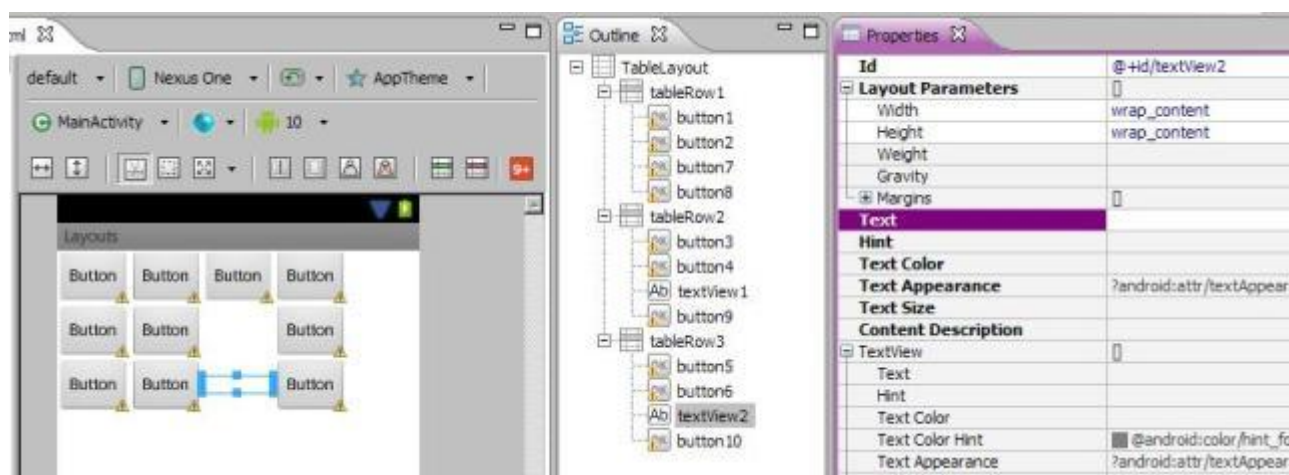 ml
default
Nexus One
AppTheme
MainActivity
10
9+
Layouts
Button Button Button Button
Button Button Button
Button Button Button
Outline
TableLayout
tableRow1
button1
button2
button7
button8
tableRow2
button3
button4
Ab textView1
button9
tableRow3
button5
button6
Ab textView2
button10
Properties
Id @+id/textView2
Layout Parameters []
Width wrap_content
Height wrap_content
Weight
Gravity
Margins []
Text
Hint
Text Color
Text Appearance ?android:attr/textAppear
Text Size
Content Description
TextView []
Text
Hint
Text Color
Text Color Hint @android:color/hint_fo
Text Appearance ?android:attr/textAppear